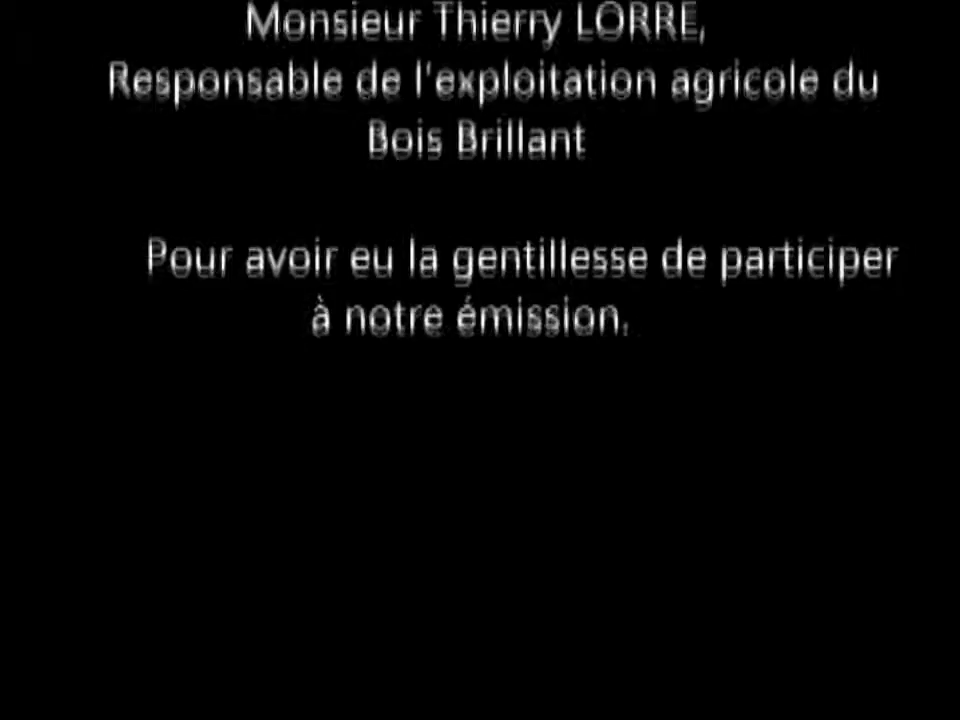 Monsieur Thierry LORRE,
Responsable de l'exploitation agricole du
Bois Brillant
Pour avoir eu la gentillesse de participer
à notre émission.